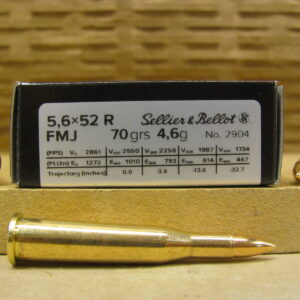 5,6×52 R Sellier & Bellot S
FMJ 70 grs 4,6g No. 2904
(FPS) V₀ 2861 V₁₀₀ 2550 V₂₀₀ 2258 V₃₀₀ 1987 V₄₀₀ 1734
(Ft.Lbs) E₀ 1272 E₁₀₀ 1010 E₂₀₀ 793 E₃₀₀ 614 E₄₀₀ 467
Trajectory (inches) 0.0 -3.4 -13.6 -32.7